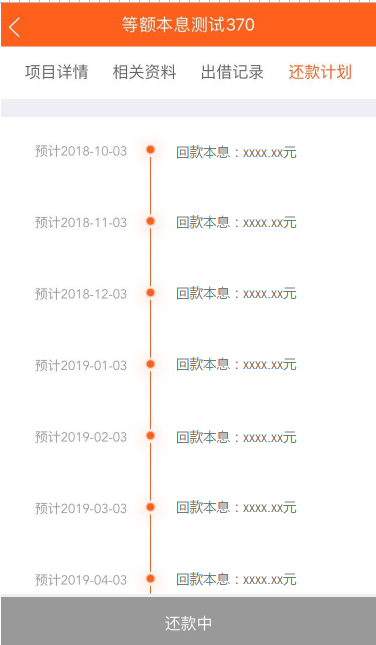 等额本息测试370
项目详情 相关资料 出借记录 还款计划
预计2018-10-03 回款本息：xxxx.xx元
预计2018-11-03 回款本息：xxxx.xx元
预计2018-12-03 回款本息：xxxx.xx元
预计2019-01-03 回款本息：xxxx.xx元
预计2019-02-03 回款本息：xxxx.xx元
预计2019-03-03 回款本息：xxxx.xx元
预计2019-04-03 回款本息：xxxx.xx元
还款中